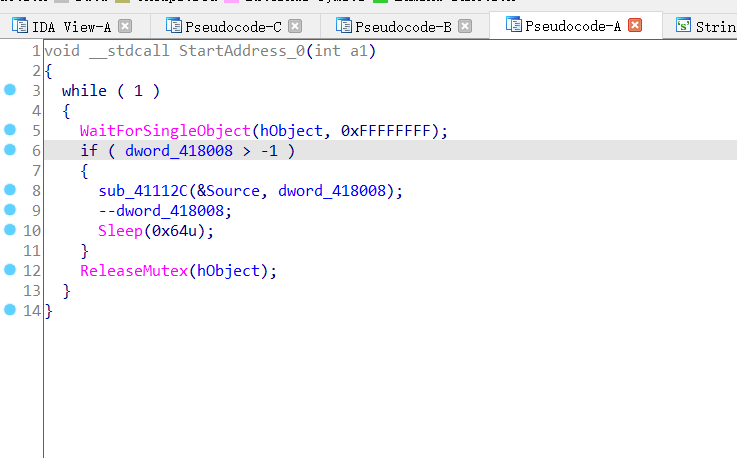 IDA View-A Pseudocode-C Pseudocode-B Pseudocode-A Strin
1 void __stdcall StartAddress_0(int a1)
2 {
3 while ( 1 )
4 {
5 WaitForSingleObject(hObject, 0xFFFFFFFF);
6 if ( dword_418008 > -1 )
7 {
8 sub_41112C(&Source, dword_418008);
9 --dword_418008;
10 Sleep(0x64u);
11 }
12 ReleaseMutex(hObject);
13 }
14 }